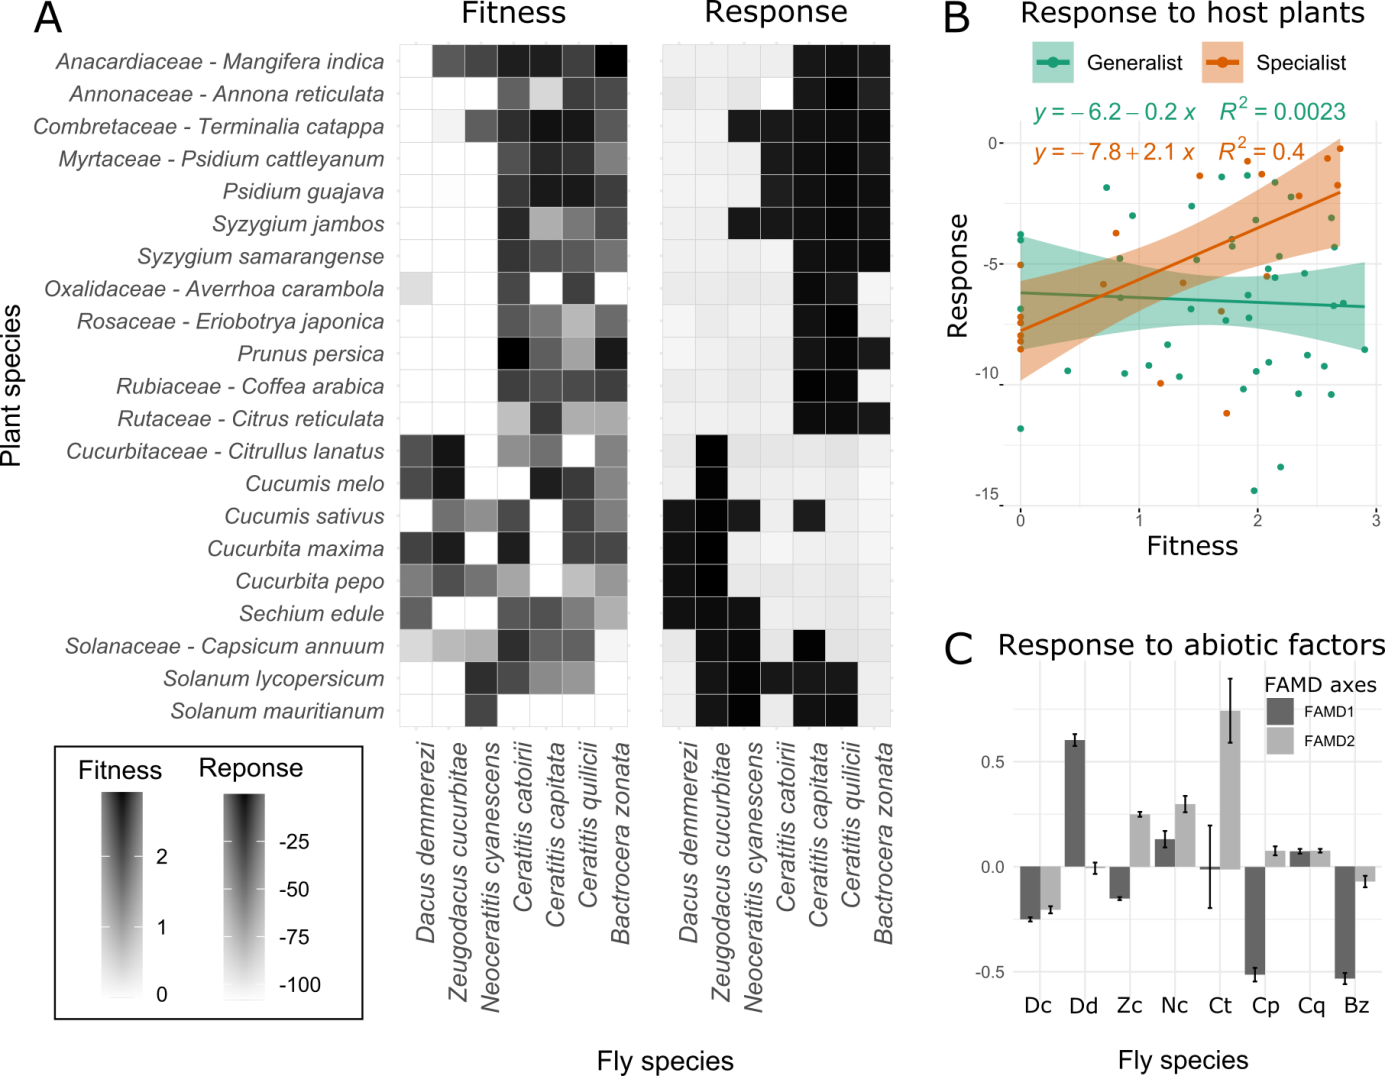 A
Fitness
Response
Plant species
Anacardiaceae - Mangifera indica
Annonaceae - Annona reticulata
Combretaceae - Terminalia catappa
Myrtaceae - Psidium cattleyanum
Psidium guajava
Syzygium jambos
Syzygium samarangense
Oxalidaceae - Averrhoa carambola
Rosaceae - Eriobotrya japonica
Prunus persica
Rubiaceae - Coffea arabica
Rutaceae - Citrus reticulata
Cucurbitaceae - Citrullus lanatus
Cucumis melo
Cucumis sativus
Cucurbita maxima
Cucurbita pepo
Sechium edule
Solanaceae - Capsicum annuum
Solanum lycopersicum
Solanum mauritianum
Dacus demmerezi
Zeugodacus cucurbitae
Neoceratitis cyanescens
Ceratitis catoirii
Ceratitis capitata
Ceratitis quilicii
Bactrocera zonata
Dacus demmerezi
Zeugodacus cucurbitae
Neoceratitis cyanescens
Ceratitis catoirii
Ceratitis capitata
Ceratitis quilicii
Bactrocera zonata
Fly species
Fitness
Reponse
2
1
0
-25
-50
-75
-100
B
Response to host plants
Generalist
Specialist
y = −6.2 − 0.2 x R² = 0.0023
y = −7.8 + 2.1 x R² = 0.4
Response
0
-5
-10
-15
0
1
2
3
Fitness
C
Response to abiotic factors
FAMD axes
FAMD1
FAMD2
0.5
0.0
-0.5
Dc
Dd
Zc
Nc
Ct
Cp
Cq
Bz
Fly species